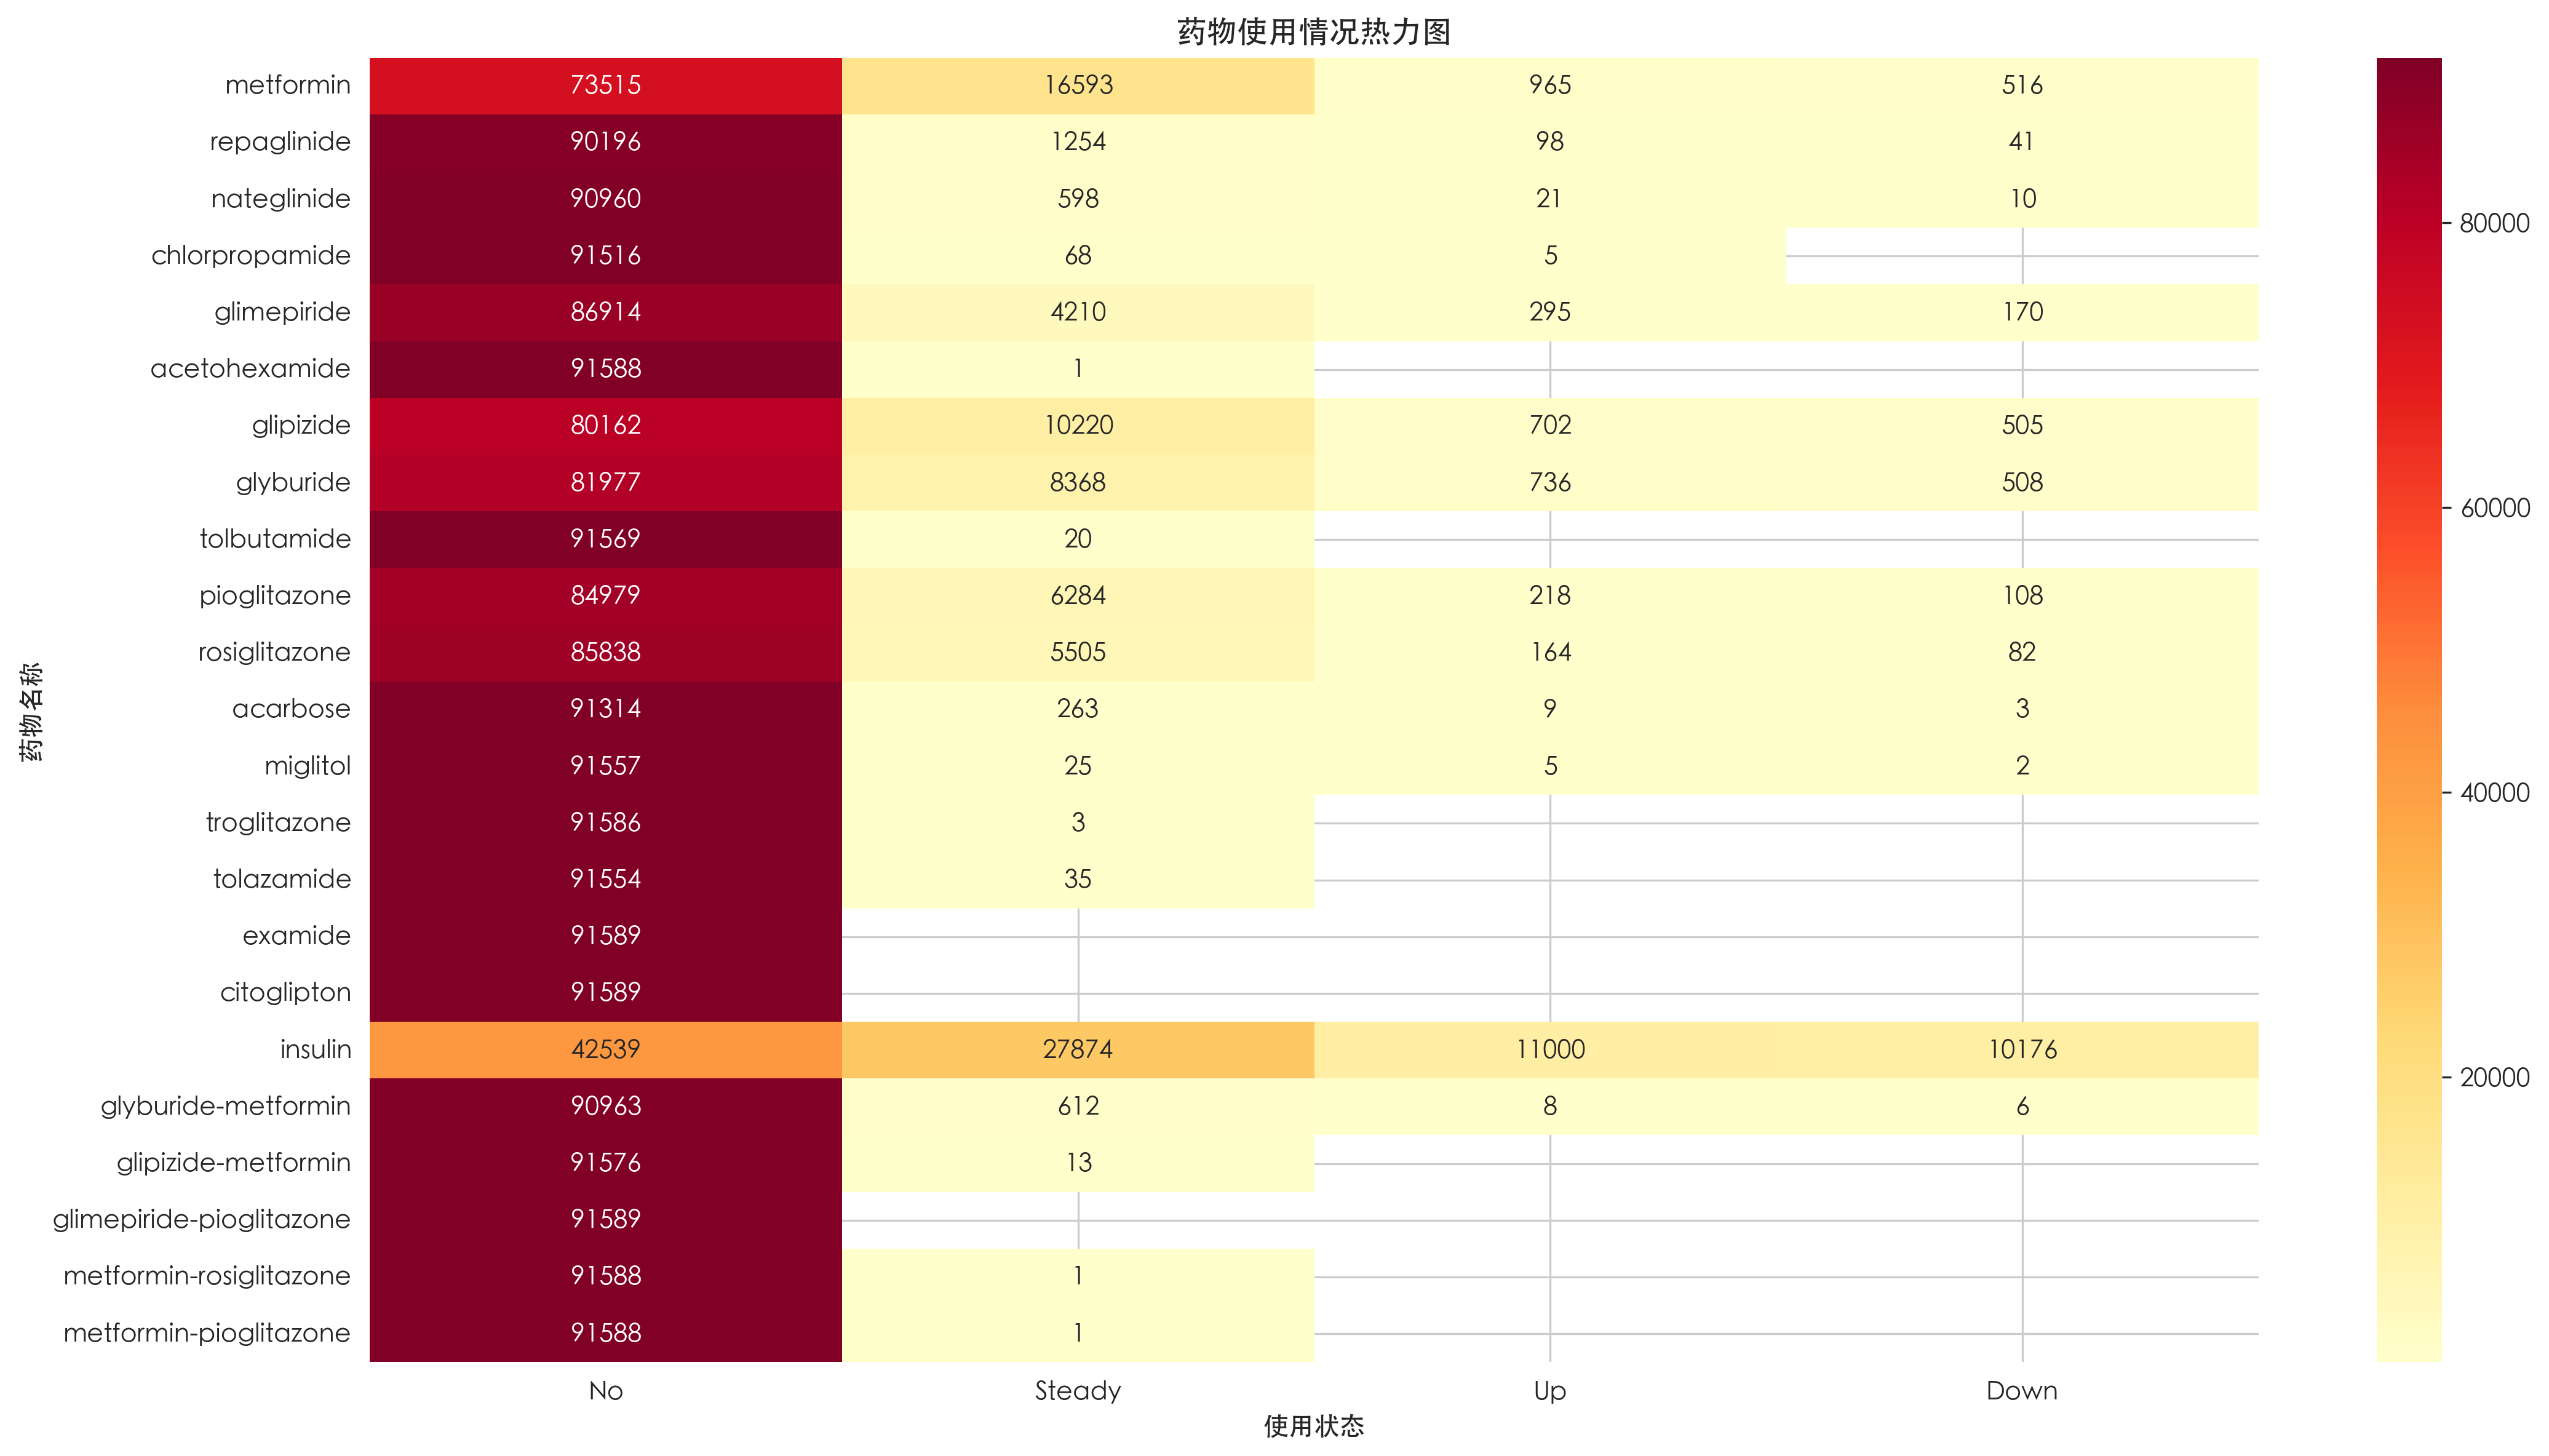 药物使用情况热力图
metformin 73515 16593 965 516
repaglinide 90196 1254 98 41
nateglinide 90960 598 21 10
chlorpropamide 91516 68 5
glimepiride 86914 4210 295 170
acetohexamide 91588 1
glipizide 80162 10220 702 505
glyburide 81977 8368 736 508
tolbutamide 91569 20
pioglitazone 84979 6284 218 108
rosiglitazone 85838 5505 164 82
acarbose 91314 263 9 3
miglitol 91557 25 5 2
troglitazone 91586 3
tolazamide 91554 35
examide 91589
citoglipton 91589
insulin 42539 27874 11000 10176
glyburide-metformin 90963 612 8 6
glipizide-metformin 91576 13
glimepiride-pioglitazone 91589
metformin-rosiglitazone 91588 1
metformin-pioglitazone 91588 1
No Steady Up Down
使用状态
药物名称
80000
60000
40000
20000